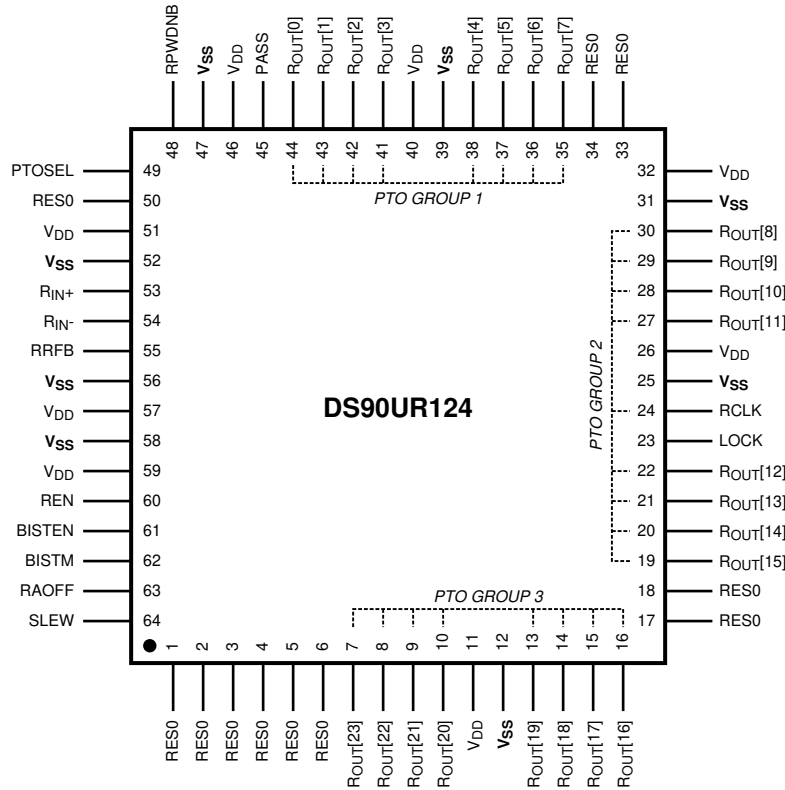 RPWDNB
VSS
VDD
PASS
ROUT[0]
ROUT[1]
ROUT[2]
ROUT[3]
VDD
VSS
ROUT[4]
ROUT[5]
ROUT[6]
ROUT[7]
RES0
RES0
48
47
46
45
44
43
42
41
40
39
38
37
36
35
34
33
PTO GROUP 1
PTOSEL 49
RES0 50
VDD 51
VSS 52
RIN+ 53
RIN- 54
RRFB 55
VSS 56
VDD 57
VSS 58
VDD 59
REN 60
BISTEN 61
BISTM 62
RAOFF 63
SLEW 64
DS90UR124
PTO GROUP 2
32 VDD
31 VSS
30 ROUT[8]
29 ROUT[9]
28 ROUT[10]
27 ROUT[11]
26 VDD
25 VSS
24 RCLK
23 LOCK
22 ROUT[12]
21 ROUT[13]
20 ROUT[14]
19 ROUT[15]
18 RES0
17 RES0
PTO GROUP 3
1
2
3
4
5
6
7
8
9
10
11
12
13
14
15
16
RES0
RES0
RES0
RES0
RES0
RES0
ROUT[23]
ROUT[22]
ROUT[21]
ROUT[20]
VDD
VSS
ROUT[19]
ROUT[18]
ROUT[17]
ROUT[16]